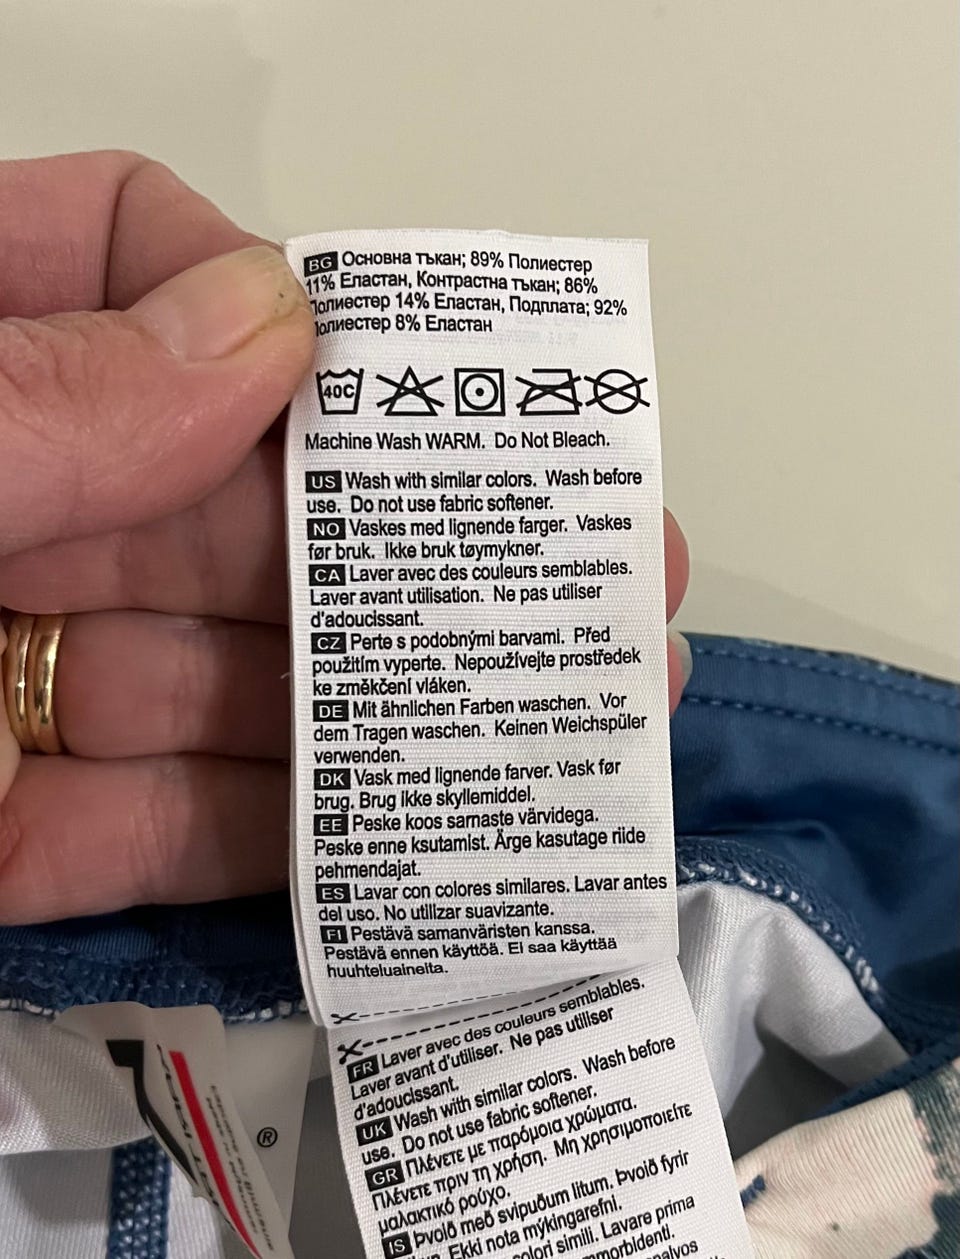 BG Основна тъкан; 89% Полиестер
11% Еластан, Контрастна тъкан; 86%
Полиестер 14% Еластан, Подплата; 92%
Полиестер 8% Еластан
40C
Machine Wash WARM. Do Not Bleach.
US Wash with similar colors. Wash before
use. Do not use fabric softener.
NO Vaskes med lignende farger. Vaskes
før bruk. Ikke bruk tøymykner.
CA Laver avec des couleurs semblables.
Laver avant utilisation. Ne pas utiliser
d'adoucissant.
CZ Perte s podobnými barvami. Před
použitím vyperte. Nepoužívejte prostředek
ke změkčení vláken.
DE Mit ähnlichen Farben waschen. Vor
dem Tragen waschen. Keinen Weichspüler
verwenden.
DK Vask med lignende farver. Vask før
brug. Brug ikke skyllemiddel.
EE Peske koos sarnaste värvidega.
Peske enne ksutamist. Ärge kasutage riide
pehmendajat.
ES Lavar con colores similares. Lavar antes
del uso. No utilizar suavizante.
FI Pestävä samanväristen kanssa.
Pestävä ennen käyttöä. Ei saa käyttää
huuhteluaineita.
FR Laver avec des couleurs semblables.
Laver avant d'utiliser. Ne pas utiliser
d'adoucissant.
UK Wash with similar colors. Wash before
use. Do not use fabric softener.
GR Πλένετε με παρόμοια χρώματα.
Πλένετε πριν τη χρήση. Μη χρησιμοποιείτε
μαλακτικό ρούχο.
IS Þvoið með svipuðum litum. Þvoið fyrir
Ekki nota mýkingarefni.
colori simili. Lavare prima
®